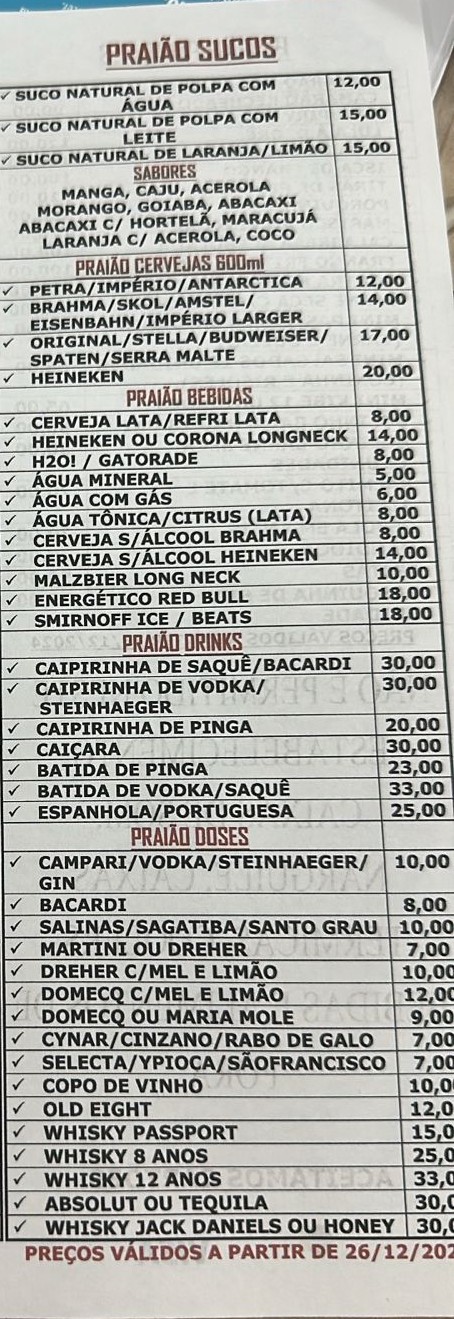 PRAIÃO SUCOS
✓ SUCO NATURAL DE POLPA COM ÁGUA 12,00
✓ SUCO NATURAL DE POLPA COM LEITE 15,00
✓ SUCO NATURAL DE LARANJA/LIMÃO 15,00
SABORES
MANGA, CAJU, ACEROLA
MORANGO, GOIABA, ABACAXI
ABACAXI C/ HORTELÃ, MARACUJÁ
LARANJA C/ ACEROLA, COCO
PRAIÃO CERVEJAS 600ml
✓ PETRA/IMPÉRIO/ANTARCTICA 12,00
✓ BRAHMA/SKOL/AMSTEL/ 14,00
EISENBAHN/IMPÉRIO LARGER
✓ ORIGINAL/STELLA/BUDWEISER/ 17,00
SPATEN/SERRA MALTE
✓ HEINEKEN 20,00
PRAIÃO BEBIDAS
✓ CERVEJA LATA/REFRI LATA 8,00
✓ HEINEKEN OU CORONA LONGNECK 14,00
✓ H2O! / GATORADE 8,00
✓ ÁGUA MINERAL 5,00
✓ ÁGUA COM GÁS 6,00
✓ ÁGUA TÔNICA/CITRUS (LATA) 8,00
✓ CERVEJA S/ÁLCOOL BRAHMA 8,00
✓ CERVEJA S/ÁLCOOL HEINEKEN 14,00
✓ MALZBIER LONG NECK 10,00
✓ ENERGÉTICO RED BULL 18,00
✓ SMIRNOFF ICE / BEATS 18,00
PRAIÃO DRINKS
✓ CAIPIRINHA DE SAQUÊ/BACARDI 30,00
✓ CAIPIRINHA DE VODKA/ 30,00
STEINHAEGER
✓ CAIPIRINHA DE PINGA 20,00
✓ CAIÇARA 30,00
✓ BATIDA DE PINGA 23,00
✓ BATIDA DE VODKA/SAQUÊ 33,00
✓ ESPANHOLA/PORTUGUESA 25,00
PRAIÃO DOSES
✓ CAMPARI/VODKA/STEINHAEGER/ 10,00
GIN
✓ BACARDI 8,00
✓ SALINAS/SAGATIBA/SANTO GRAU 10,00
✓ MARTINI OU DREHER 7,00
✓ DREHER C/MEL E LIMÃO 10,00
✓ DOMECQ C/MEL E LIMÃO 12,00
✓ DOMECQ OU MARIA MOLE 9,00
✓ CYNAR/CINZANO/RABO DE GALO 7,00
✓ SELECTA/YPIOCA/SÃOFRANCISCO 7,00
✓ COPO DE VINHO 10,0
✓ OLD EIGHT 12,0
✓ WHISKY PASSPORT 15,0
✓ WHISKY 8 ANOS 25,0
✓ WHISKY 12 ANOS 33,0
✓ ABSOLUT OU TEQUILA 30,0
✓ WHISKY JACK DANIELS OU HONEY 30,0
PREÇOS VÁLIDOS A PARTIR DE 26/12/202